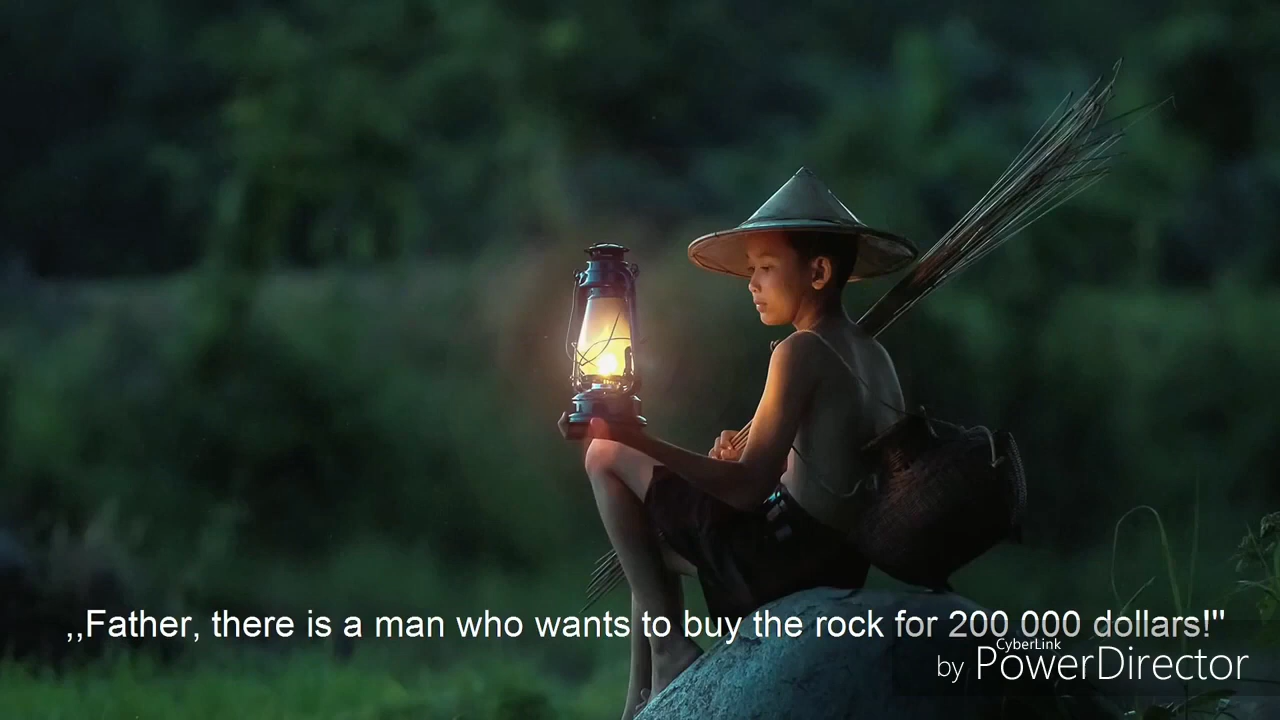 ,,Father, there is a man who wants to buy the rock for 200 000 dollars!"
CyberLink
by PowerDirector